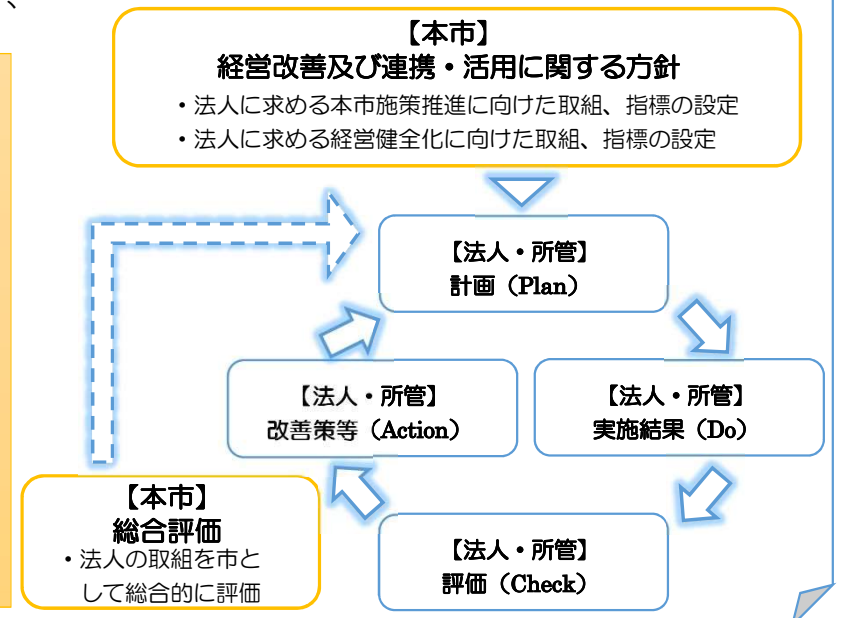 、
【本市】
経営改善及び連携・活用に関する方針
・法人に求める本市施策推進に向けた取組、指標の設定
・法人に求める経営健全化に向けた取組、指標の設定
【法人・所管】
計画（Plan）
【法人・所管】
改善策等（Action）
【法人・所管】
実施結果（Do）
【本市】
総合評価
・法人の取組を市と
して総合的に評価
【法人・所管】
評価（Check）